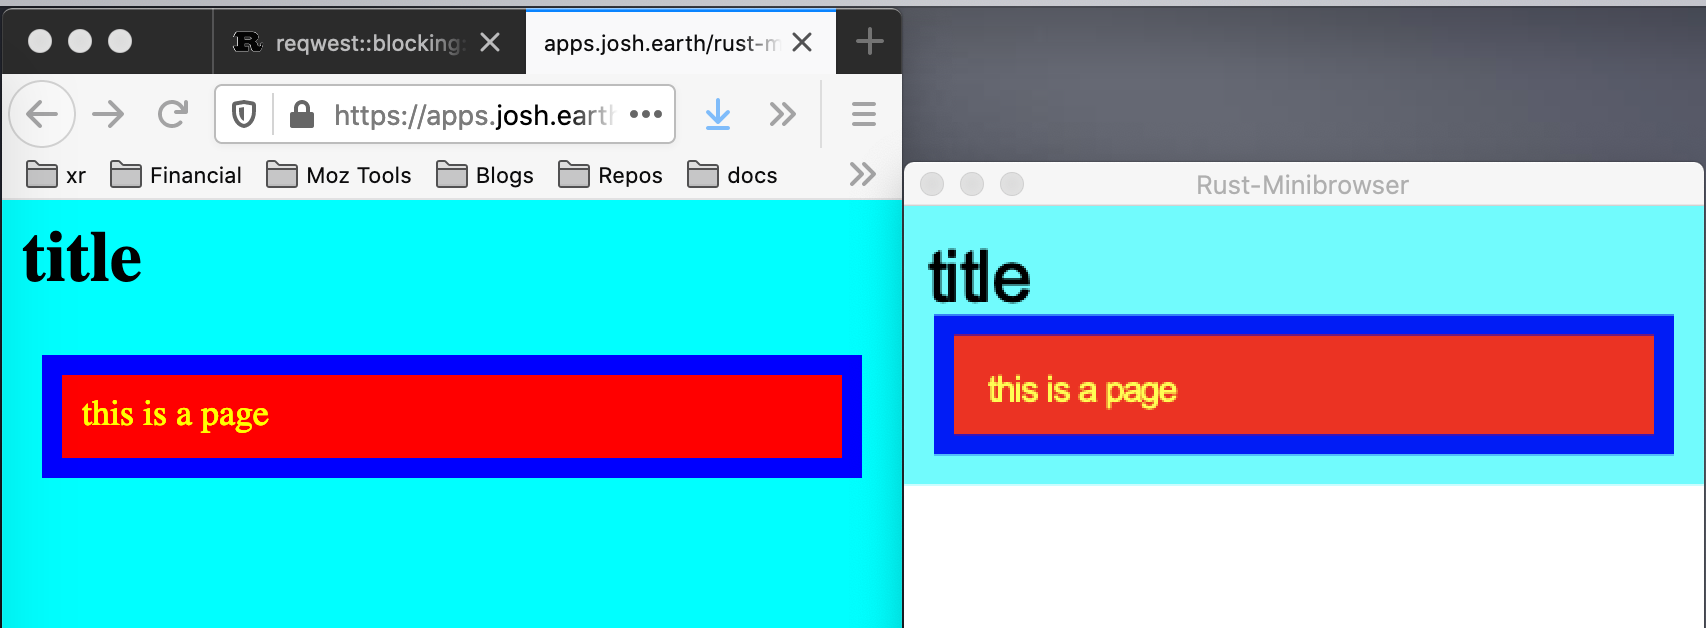 reqwest::blocking:
apps.josh.earth/rust-m
https://apps.josh.earth
xr Financial Moz Tools Blogs Repos docs
title
this is a page
Rust-Minibrowser
title
this is a page